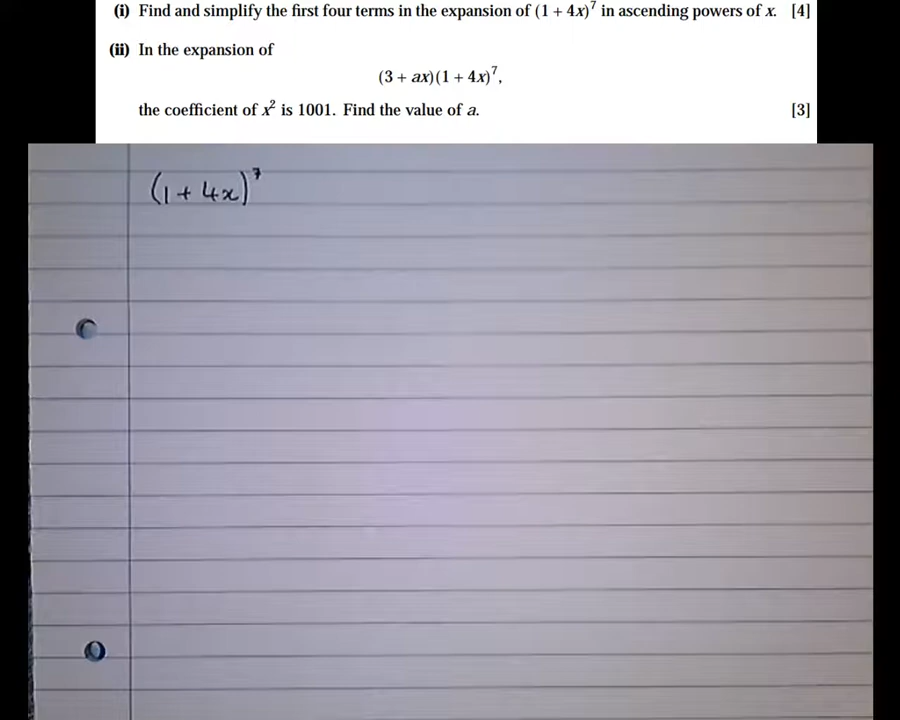 (i) Find and simplify the first four terms in the expansion of (1 + 4x)⁷ in ascending powers of x. [4]
(ii) In the expansion of
(3 + ax)(1 + 4x)⁷,
the coefficient of x² is 1001. Find the value of a. [3]
(1 + 4x)⁷